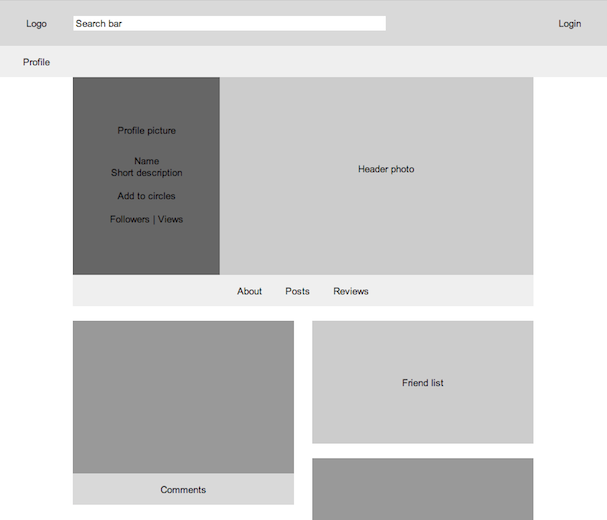 Logo
Search bar
Login
Profile
Profile picture
Name
Short description
Add to circles
Followers | Views
Header photo
About
Posts
Reviews
Friend list
Comments